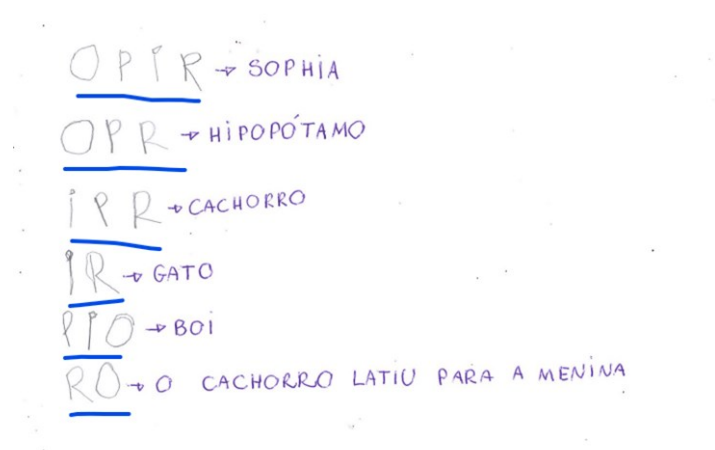 OPIR → SOPHIA
OPR → HIPOPÓTAMO
IPR → CACHORRO
IR → GATO
PIO → BOI
RO → O CACHORRO LATIU PARA A MENINA